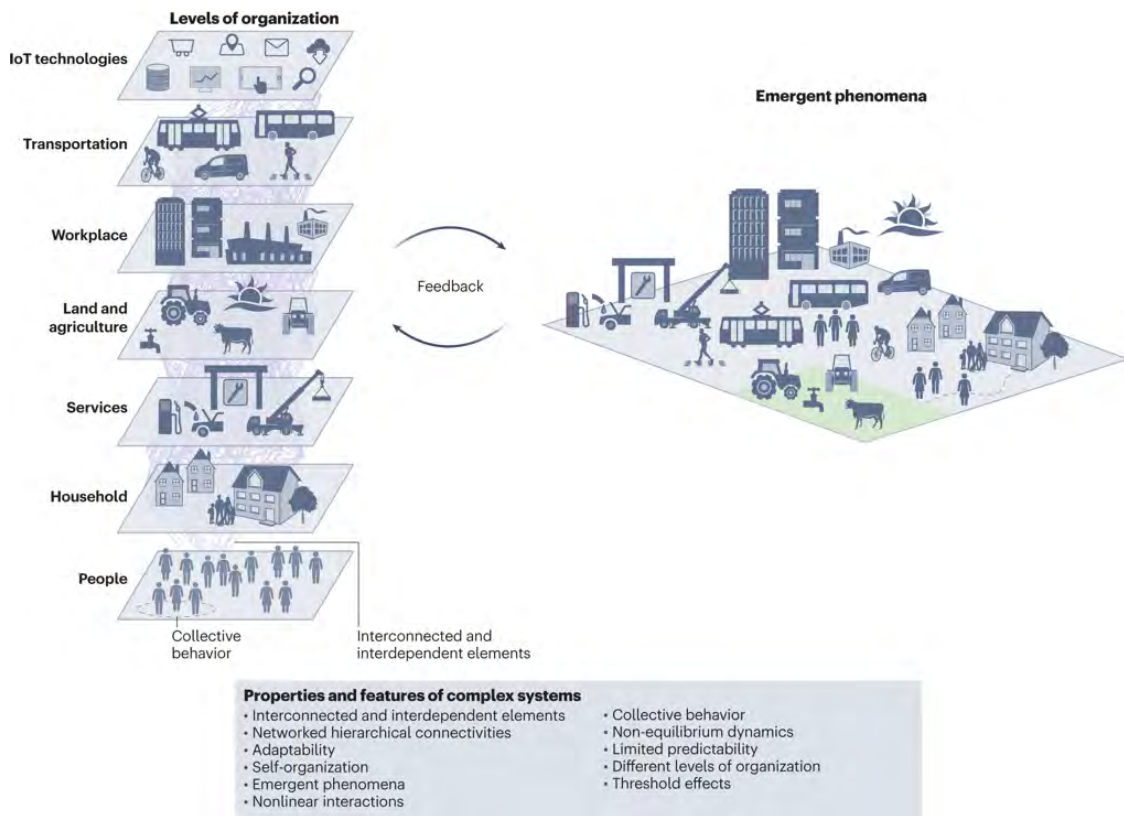 Levels of organization
IoT technologies
Transportation
Workplace
Land and
agriculture
Services
Household
People
Collective
behavior
Interconnected and
interdependent elements
Feedback
Emergent phenomena
Properties and features of complex systems
• Interconnected and interdependent elements
• Networked hierarchical connectivities
• Adaptability
• Self-organization
• Emergent phenomena
• Nonlinear interactions
• Collective behavior
• Non-equilibrium dynamics
• Limited predictability
• Different levels of organization
• Threshold effects